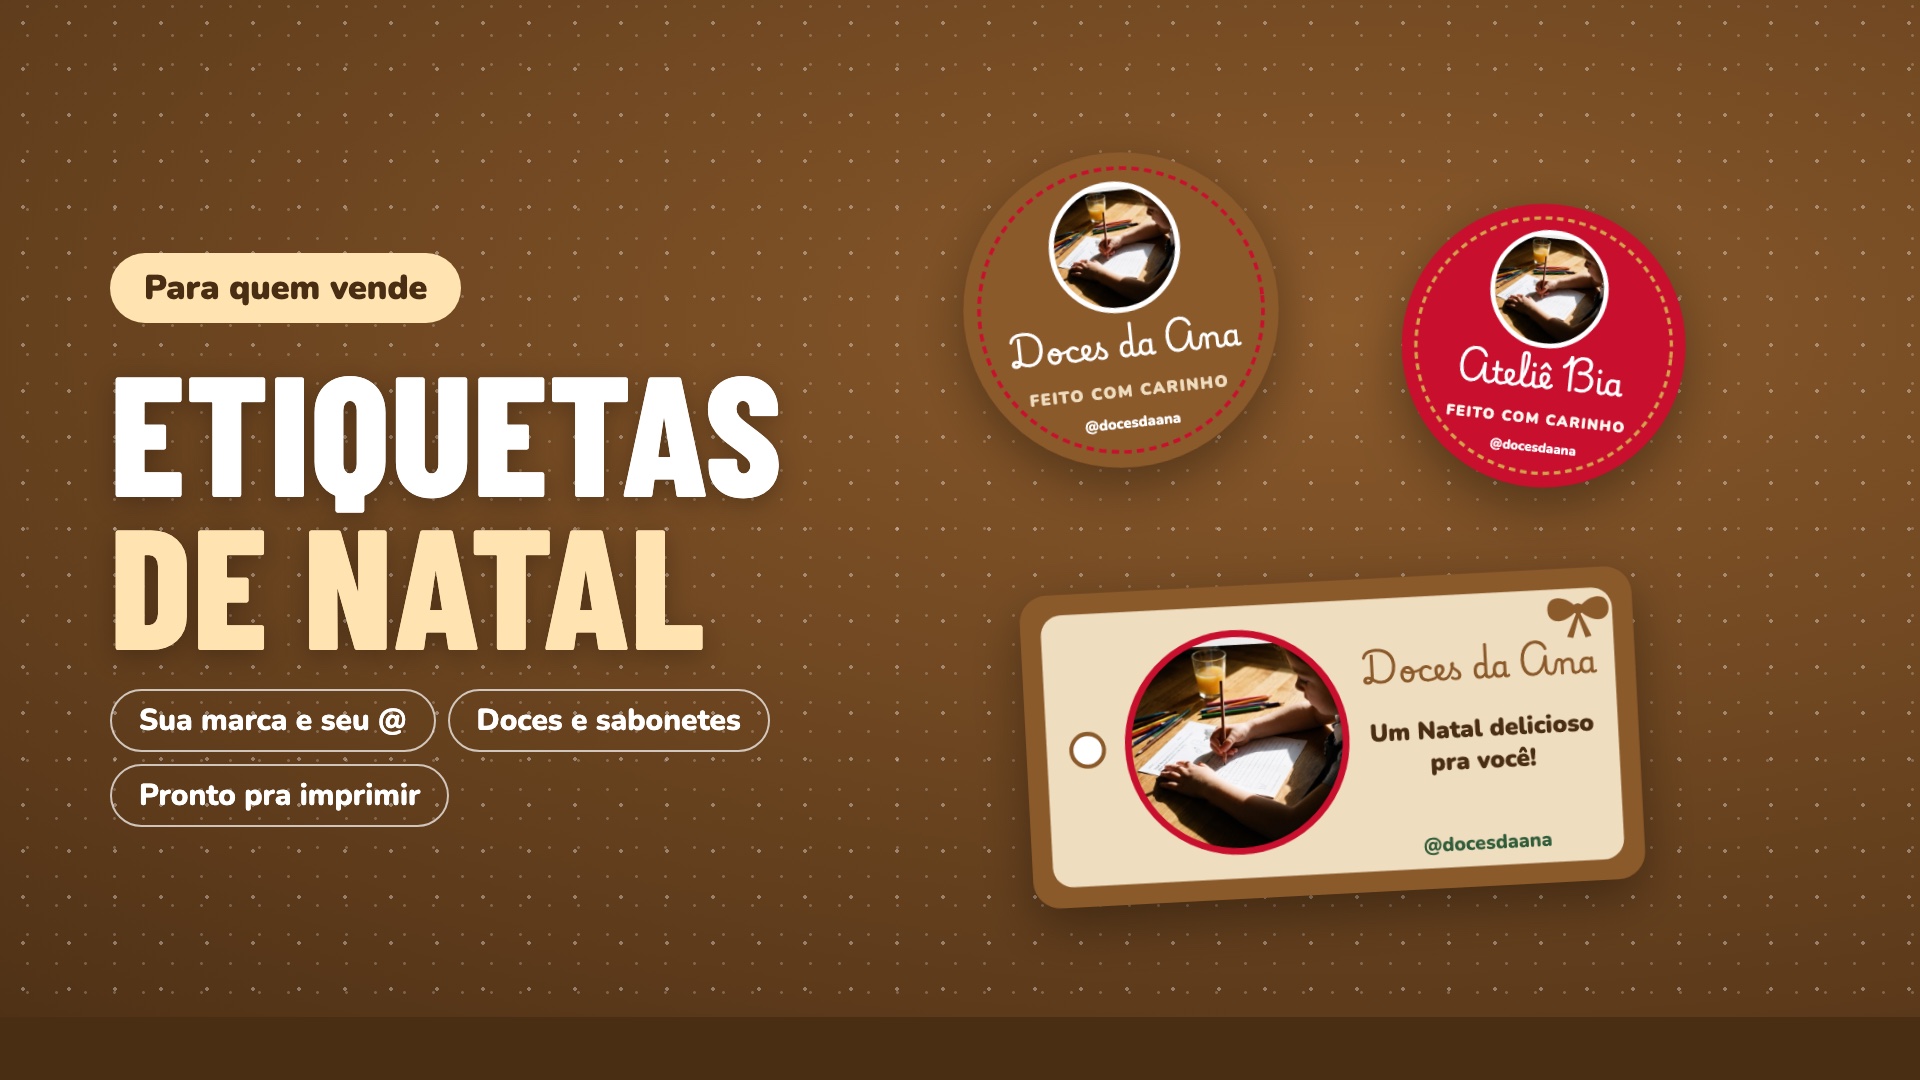 Para quem vende
ETIQUETAS
DE NATAL
Sua marca e seu @
Doces e sabonetes
Pronto pra imprimir
Doces da Ana
FEITO COM CARINHO
@docesdaana
Ateliê Bia
FEITO COM CARINHO
@docesdaana
Doces da Ana
Um Natal delicioso
pra você!
@docesdaana